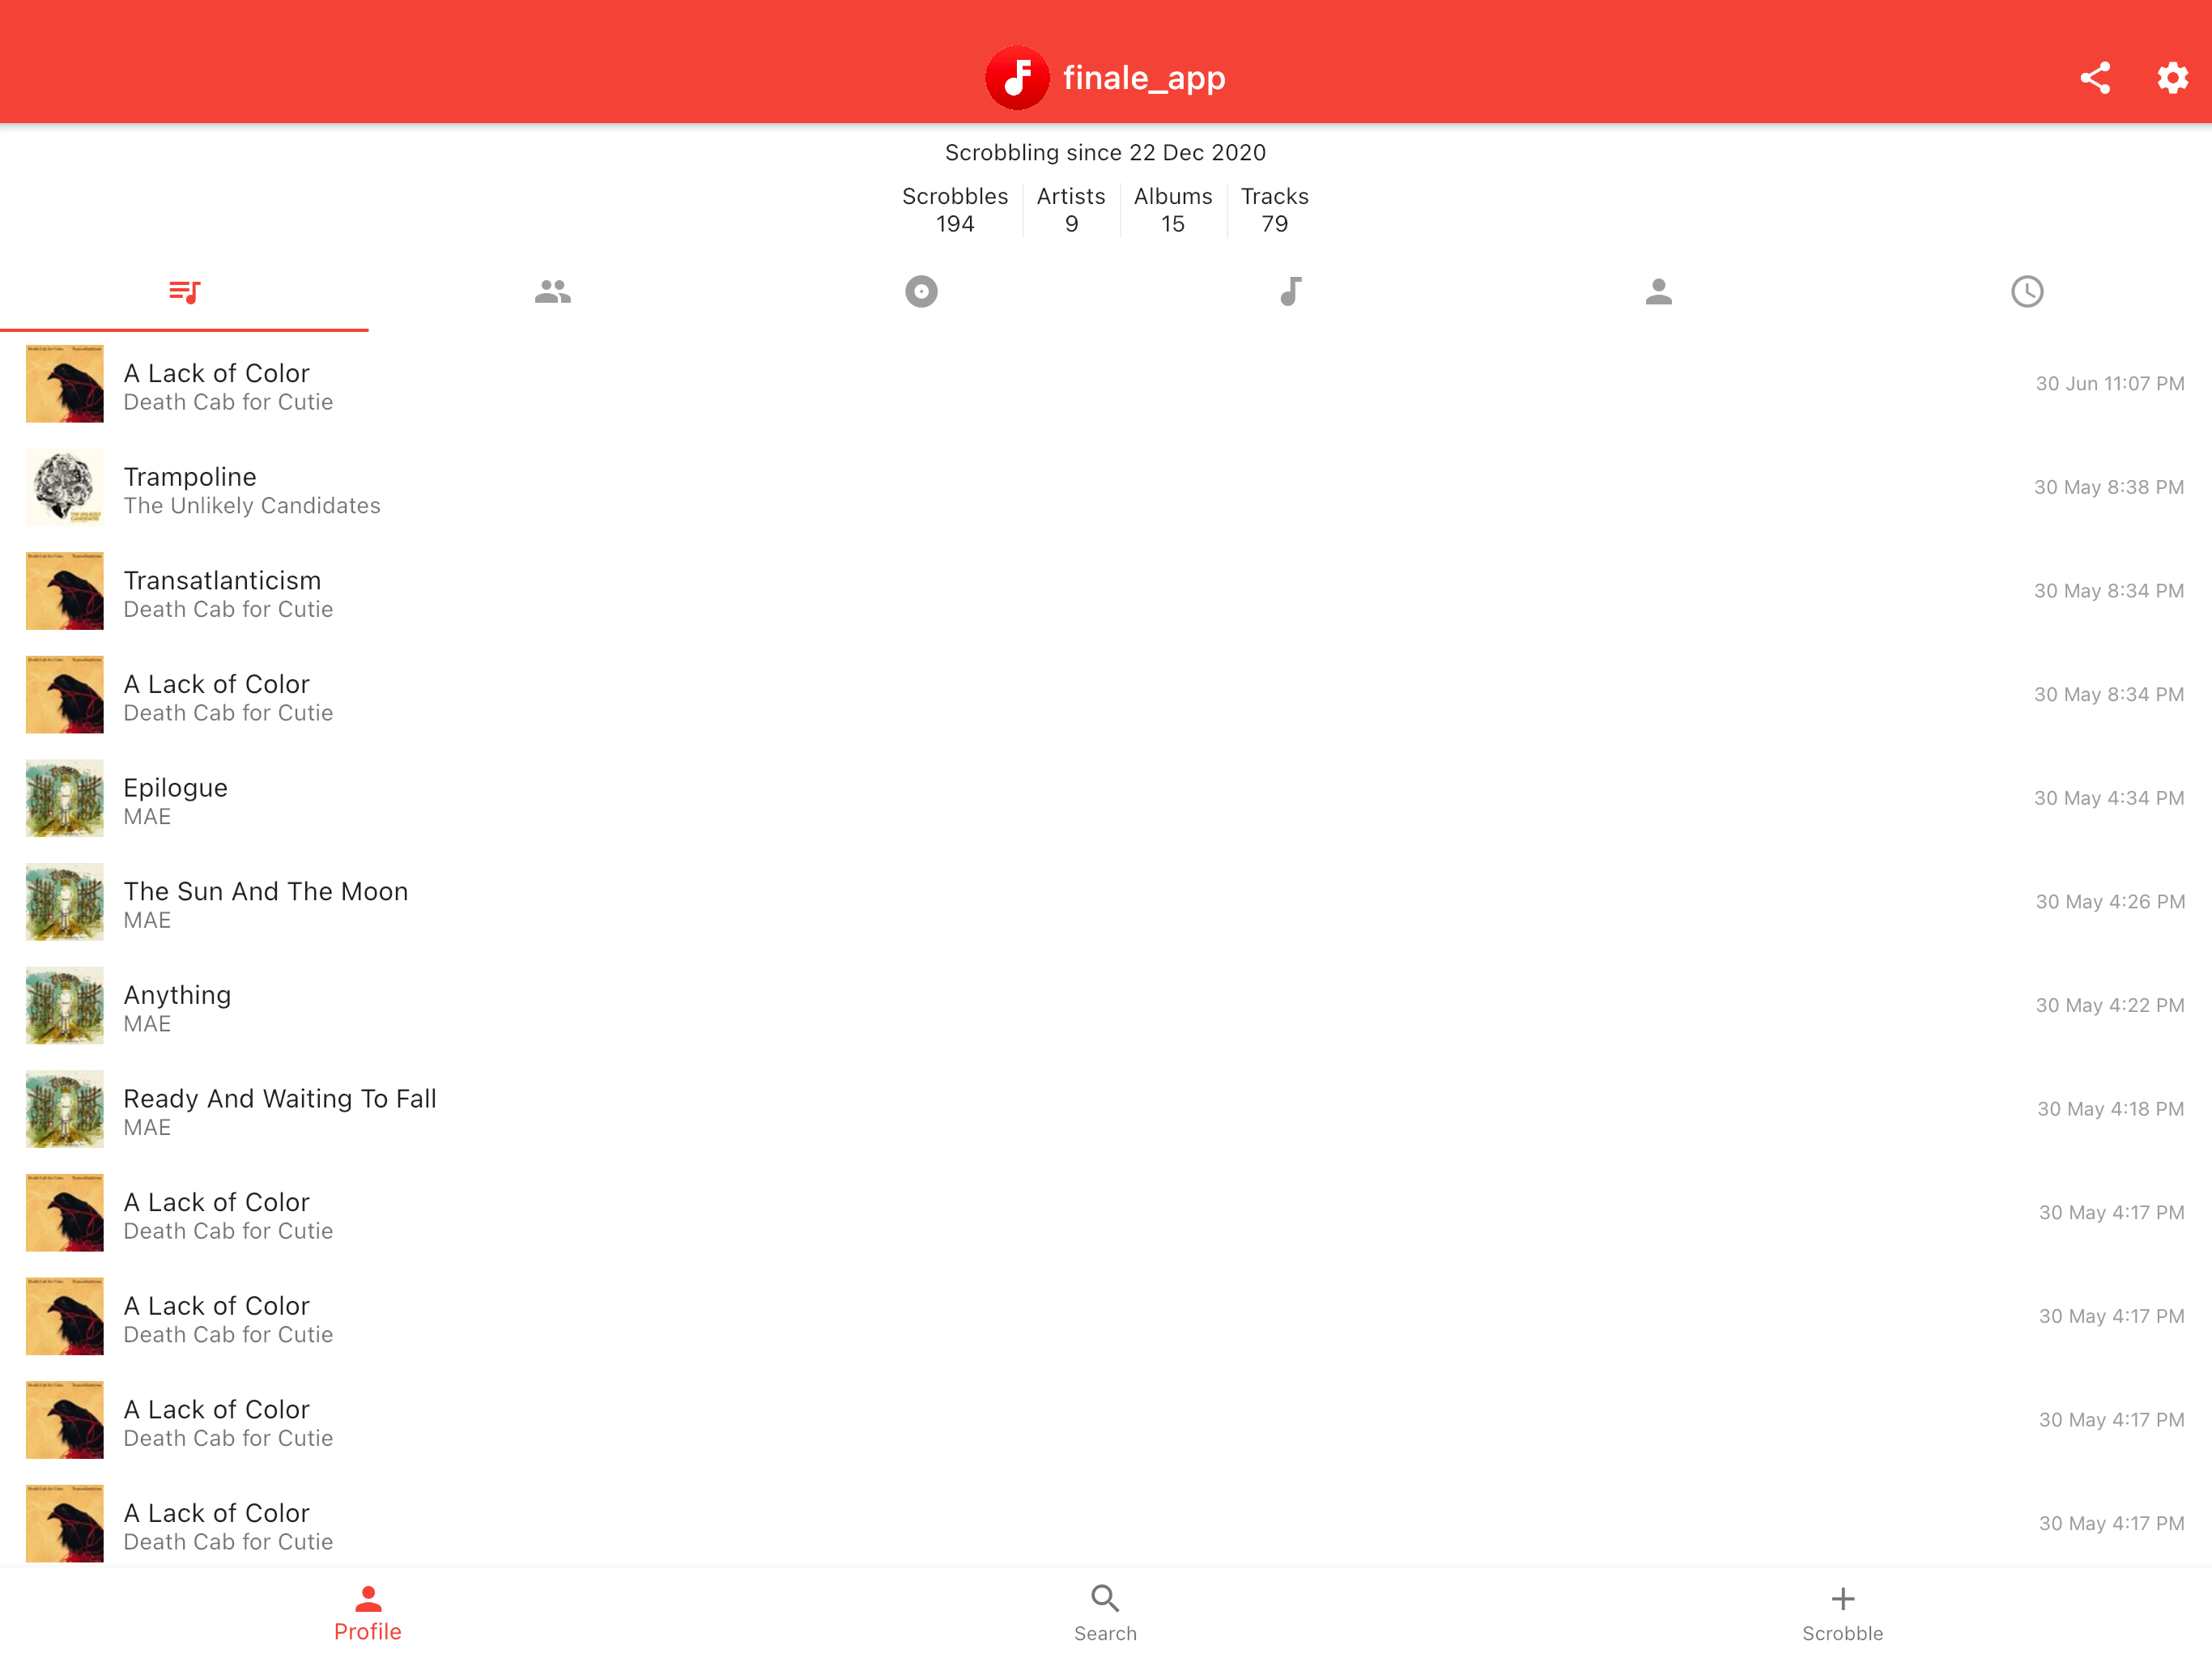 finale_app
Scrobbling since 22 Dec 2020
Scrobbles Artists Albums Tracks
194 9 15 79
A Lack of Color
Death Cab for Cutie
30 Jun 11:07 PM
Trampoline
The Unlikely Candidates
30 May 8:38 PM
Transatlanticism
Death Cab for Cutie
30 May 8:34 PM
A Lack of Color
Death Cab for Cutie
30 May 8:34 PM
Epilogue
MAE
30 May 4:34 PM
The Sun And The Moon
MAE
30 May 4:26 PM
Anything
MAE
30 May 4:22 PM
Ready And Waiting To Fall
MAE
30 May 4:18 PM
A Lack of Color
Death Cab for Cutie
30 May 4:17 PM
A Lack of Color
Death Cab for Cutie
30 May 4:17 PM
A Lack of Color
Death Cab for Cutie
30 May 4:17 PM
A Lack of Color
Death Cab for Cutie
30 May 4:17 PM
Profile Search Scrobble